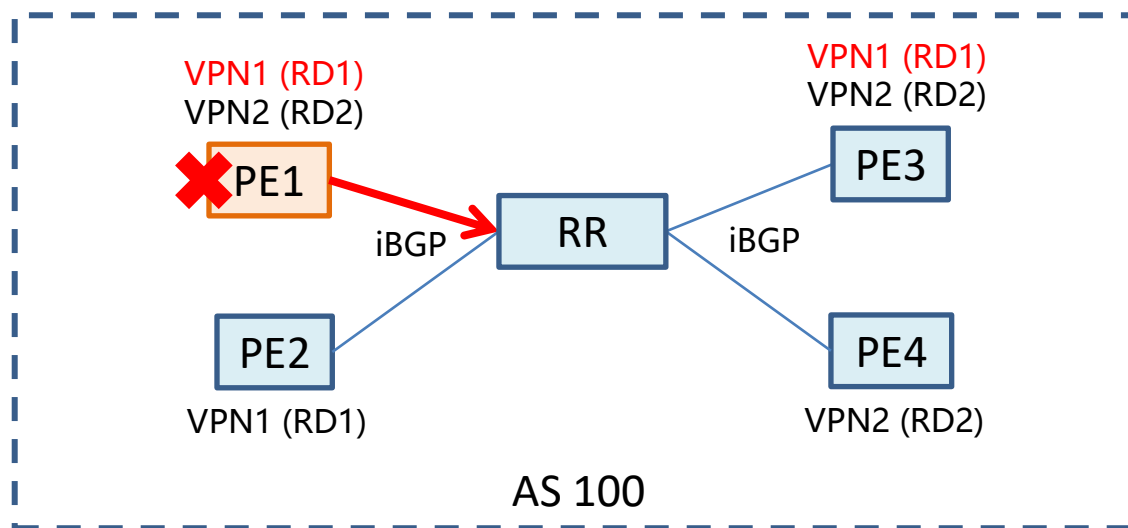 VPN1 (RD1)
VPN2 (RD2)
PE1
VPN1 (RD1)
VPN2 (RD2)
PE3
RR
iBGP
iBGP
PE2
VPN1 (RD1)
PE4
VPN2 (RD2)
AS 100